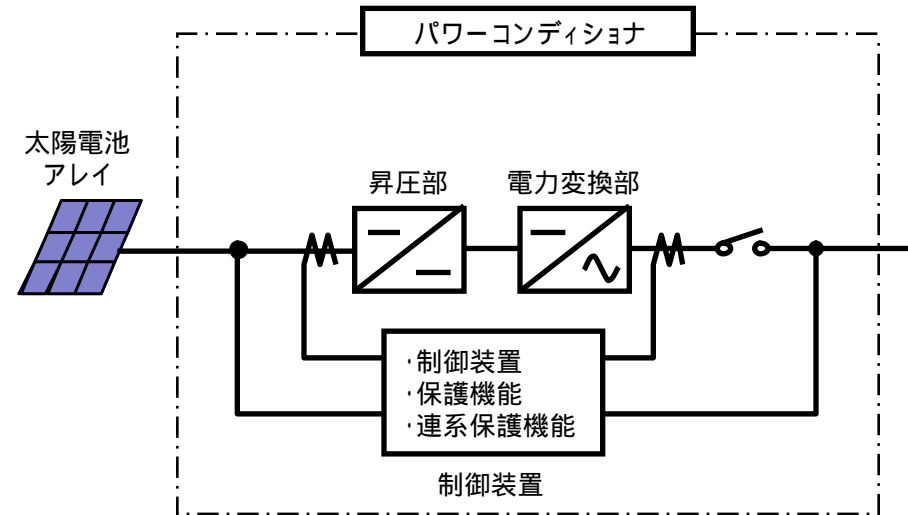 パワーコンディショナ
太陽電池
アレイ
昇圧部
電力変換部
・制御装置
・保護機能
・連系保護機能
制御装置